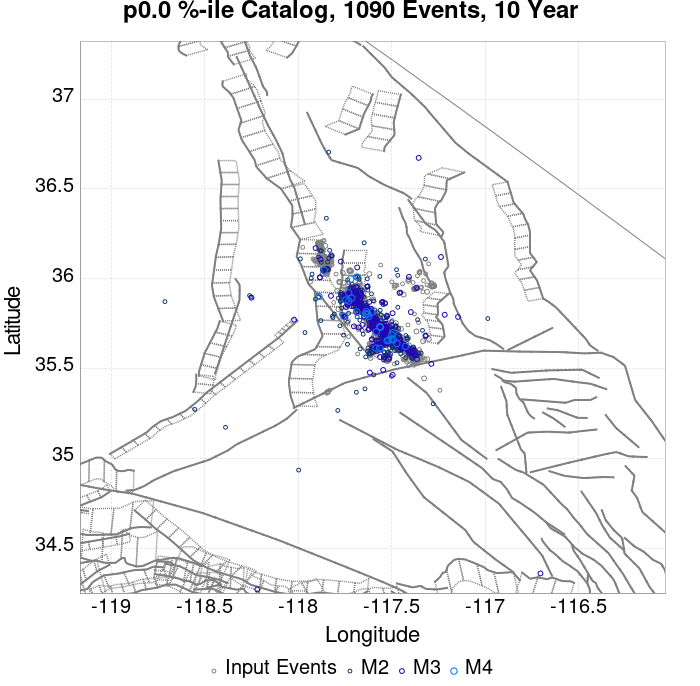 p0.0 %-ile Catalog, 1090 Events, 10 Year
37
36.5
36
35.5
35
34.5
Latitude
-119
-118.5
-118
-117.5
-117
-116.5
Longitude
Input Events
M2
M3
M4